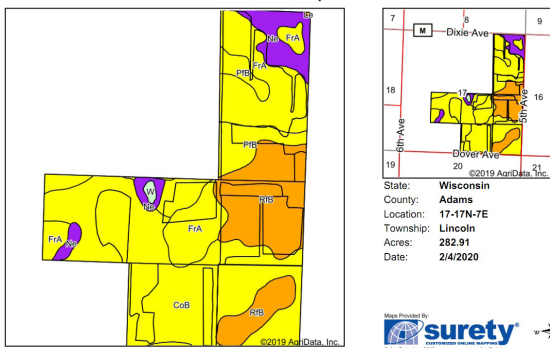 Le
Ne FrA
FrA
PfB
PfB
W
Ne
RfB
FrA
FrA Ne
CoB
RfB
©2019 AgriData, Inc.
7 8 9
M Dixie Ave
18 17 16
6th Ave
5th Ave
Dover Ave
19 20 21
©2019 AgriData, Inc.
State: Wisconsin
County: Adams
Location: 17-17N-7E
Township: Lincoln
Acres: 282.91
Date: 2/4/2020
Maps Provided By:
surety®
CUSTOMIZED ONLINE MAPPING
W